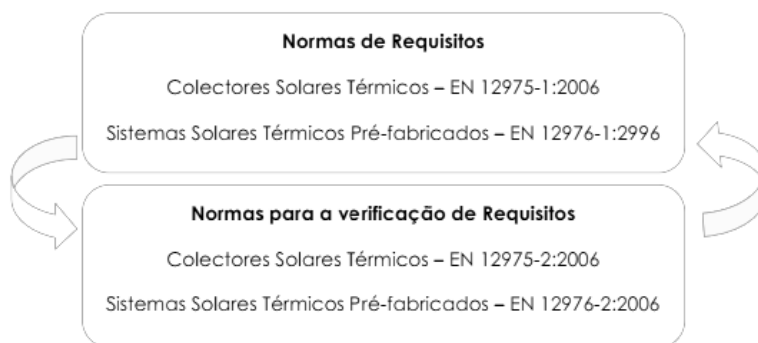 Normas de Requisitos
Colectores Solares Térmicos – EN 12975-1:2006
Sistemas Solares Térmicos Pré-fabricados – EN 12976-1:2996
Normas para a verificação de Requisitos
Colectores Solares Térmicos – EN 12975-2:2006
Sistemas Solares Térmicos Pré-fabricados – EN 12976-2:2006